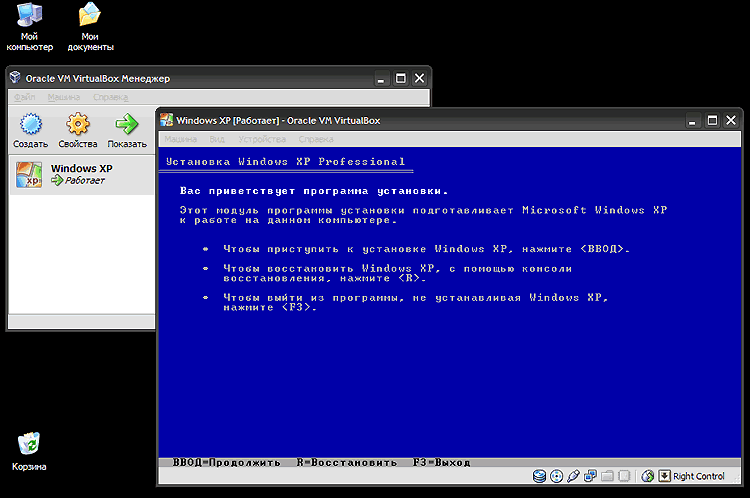 Мой
компьютер
Мои
документы
Oracle VM VirtualBox Менеджер
Файл Машина Справка
Создать Свойства Показать
Windows XP
Работает
Windows XP [Работает] - Oracle VM VirtualBox
Машина Вид Устройства Справка
Установка Windows XP Professional
Вас приветствует программа установки.
Этот модуль программы установки подготавливает Microsoft Windows XP
к работе на данном компьютере.
* Чтобы приступить к установке Windows XP, нажмите <ВВОД>.
* Чтобы восстановить Windows XP, с помощью консоли
восстановления, нажмите <R>.
* Чтобы выйти из программы, не устанавливая Windows XP,
нажмите <F3>.
ВВОД=Продолжить R=Восстановить F3=Выход
Right Control
Корзина